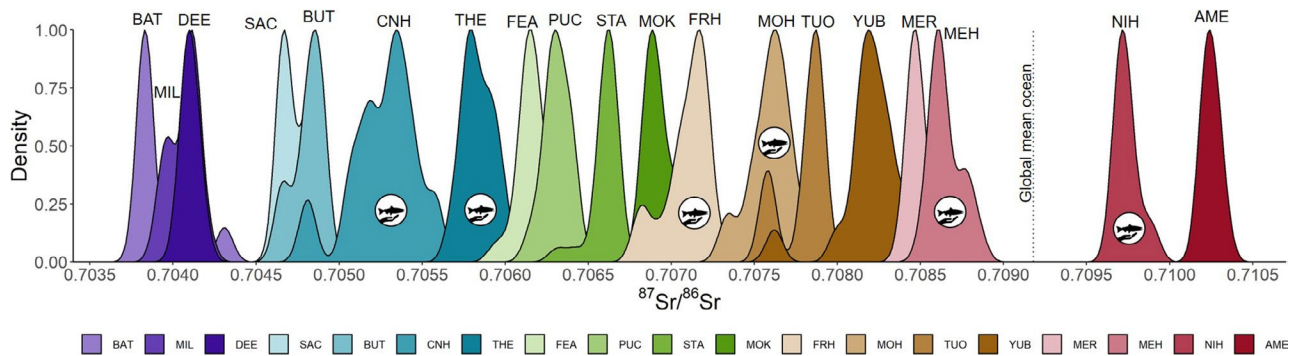 BAT DEE SAC BUT CNH THE FEA PUC STA MOK FRH MOH TUO YUB MER MEH NIH AME
MIL
Density
1.00
0.75
0.50
0.25
0.00
Global mean ocean
0.7035 0.7040 0.7045 0.7050 0.7055 0.7060 0.7065 0.7070 0.7075 0.7080 0.7085 0.7090 0.7095 0.7100 0.7105
⁸⁷Sr/⁸⁶Sr
BAT MIL DEE SAC BUT CNH THE FEA PUC STA MOK FRH MOH TUO YUB MER MEH NIH AME